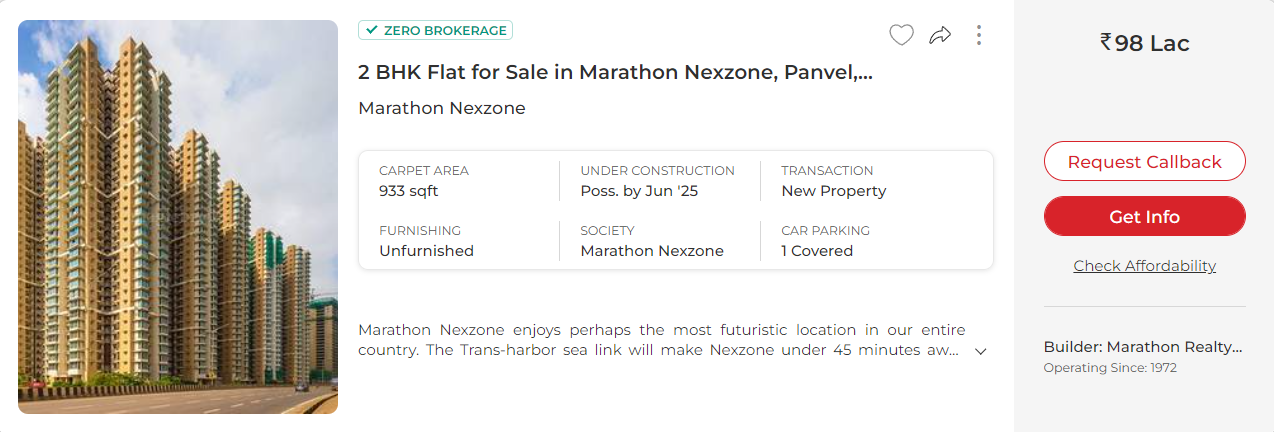 ZERO BROKERAGE
2 BHK Flat for Sale in Marathon Nexzone, Panvel,...
Marathon Nexzone
CARPET AREA
933 sqft
UNDER CONSTRUCTION
Poss. by Jun '25
TRANSACTION
New Property
FURNISHING
Unfurnished
SOCIETY
Marathon Nexzone
CAR PARKING
1 Covered
Marathon Nexzone enjoys perhaps the most futuristic location in our entire
country. The Trans-harbor sea link will make Nexzone under 45 minutes aw...
₹98 Lac
Request Callback
Get Info
Check Affordability
Builder: Marathon Realty...
Operating Since: 1972